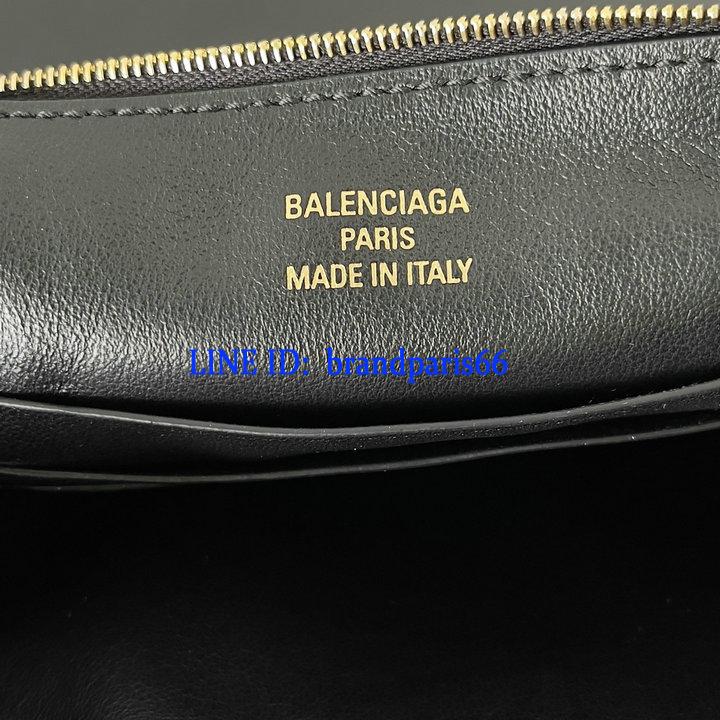 BALENCIAGA
PARIS
MADE IN ITALY
LINE ID: brandparis66